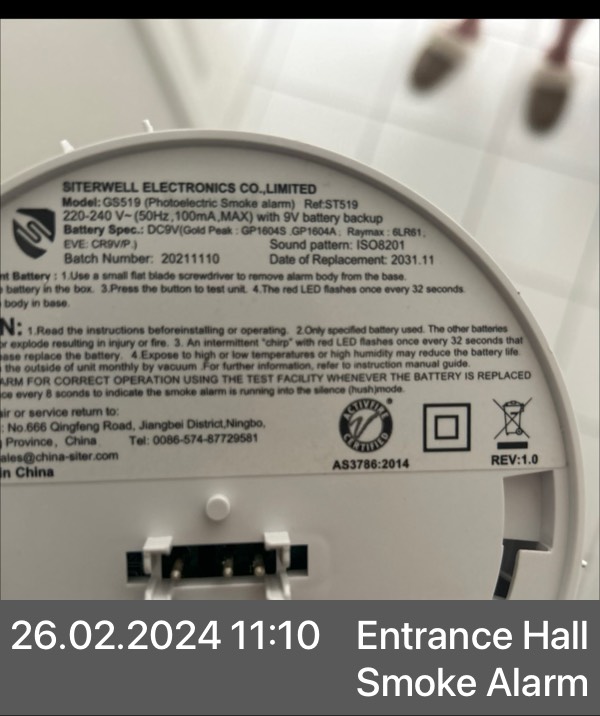 SITERWELL ELECTRONICS CO.,LIMITED
Model: GS519 (Photoelectric Smoke alarm) Ref:ST519
220-240 V~(50Hz,100mA,MAX) with 9V battery backup
Battery Spec.: DC9V(Gold Peak : GP1604S ,GP1604A ; Raymax : 6LR61 ;
EVE: CR9V/P.) Sound pattern: ISO8201
Batch Number: 20211110 Date of Replacement: 2031.11
nt Battery : 1.Use a small flat blade screwdriver to remove alarm body from the base.
battery in the box. 3.Press the button to test unit. 4.The red LED flashes once every 32 seconds.
body in base.
N: 1.Read the instructions beforeinstalling or operating. 2.Only specified battery used. The other batteries
or explode resulting in injury or fire. 3. An intermittent "chirp" with red LED flashes once every 32 seconds that
ase replace the battery. 4.Expose to high or low temperatures or high humidity may reduce the battery life.
the outside of unit monthly by vacuum .For further information, refer to instruction manual guide.
ARM FOR CORRECT OPERATION USING THE TEST FACILITY WHENEVER THE BATTERY IS REPLACED
ce every 8 sconds to indicate the smoke alarm is running into the silence (hush)mode.
air or service return to:
: No.666 Qingfeng Road, Jiangbei District,Ningbo,
Province, China Tel: 0086-574-87729581
ales@china-siter.com
in China
ACTIVFIRE
AS3786:2014
REV:1.0
26.02.2024 11:10 Entrance Hall
Smoke Alarm